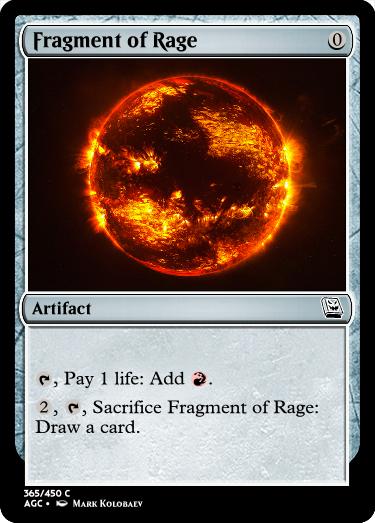 Fragment of Rage 0
Artifact
, Pay 1 life: Add .
2 , , Sacrifice Fragment of Rage:
Draw a card.
365/450 C
AGC • Mark Kolobaev